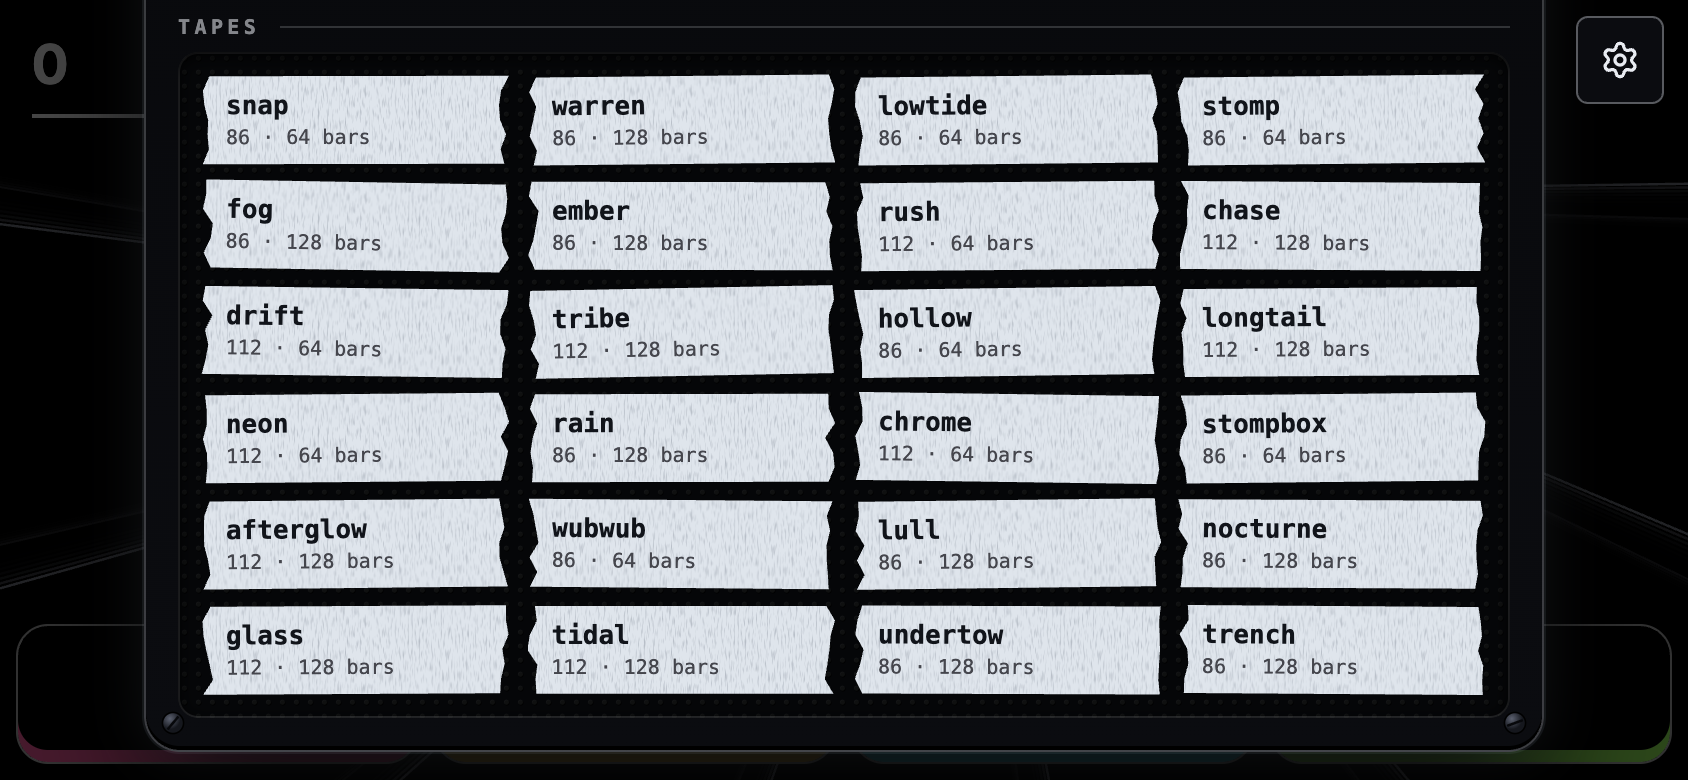 TAPES
0
snap
86 · 64 bars
warren
86 · 128 bars
lowtide
86 · 64 bars
stomp
86 · 64 bars
fog
86 · 128 bars
ember
86 · 128 bars
rush
112 · 64 bars
chase
112 · 128 bars
drift
112 · 64 bars
tribe
112 · 128 bars
hollow
86 · 64 bars
longtail
112 · 128 bars
neon
112 · 64 bars
rain
86 · 128 bars
chrome
112 · 64 bars
stompbox
86 · 64 bars
afterglow
112 · 128 bars
wubwub
86 · 64 bars
lull
86 · 128 bars
nocturne
86 · 128 bars
glass
112 · 128 bars
tidal
112 · 128 bars
undertow
86 · 128 bars
trench
86 · 128 bars